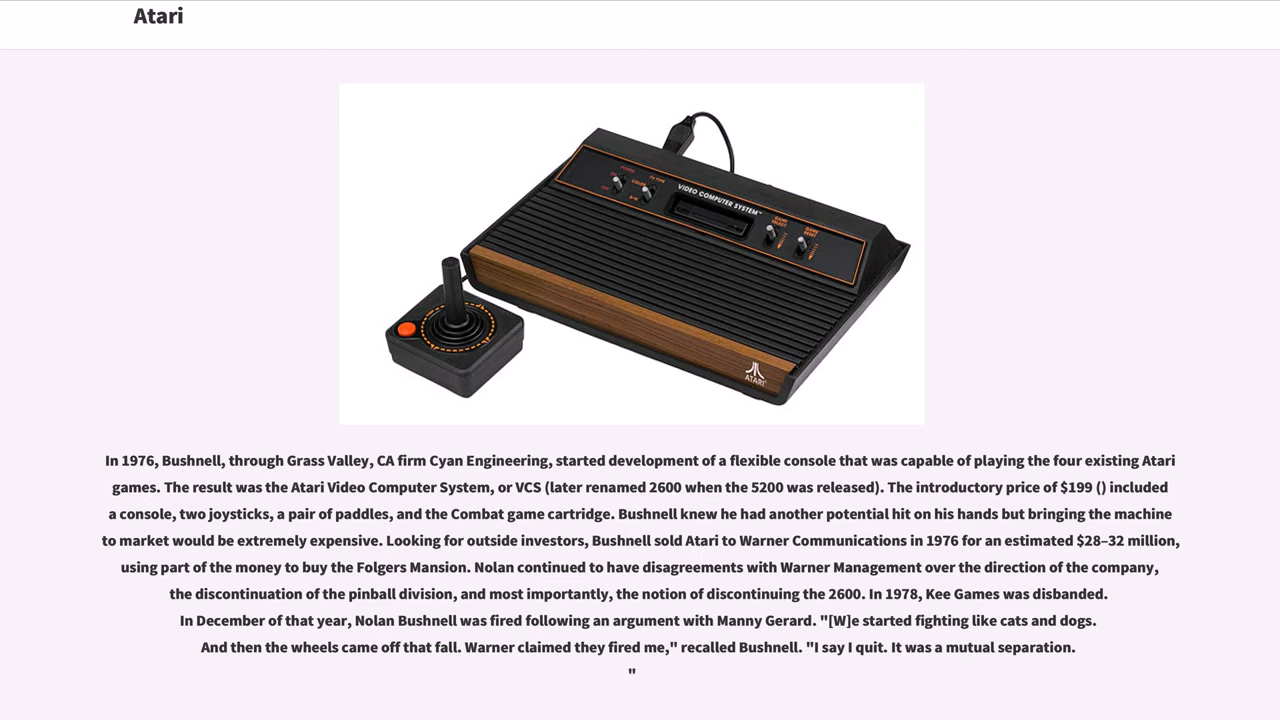 Atari
POWER
TV TYPE
COLOR
B-W
VIDEO COMPUTER SYSTEM™
GAME
SELECT
GAME
RESET
ATARI
In 1976, Bushnell, through Grass Valley, CA firm Cyan Engineering, started development of a flexible console that was capable of playing the four existing Atari
games. The result was the Atari Video Computer System, or VCS (later renamed 2600 when the 5200 was released). The introductory price of $199 () included
a console, two joysticks, a pair of paddles, and the Combat game cartridge. Bushnell knew he had another potential hit on his hands but bringing the machine
to market would be extremely expensive. Looking for outside investors, Bushnell sold Atari to Warner Communications in 1976 for an estimated $28–32 million,
using part of the money to buy the Folgers Mansion. Nolan continued to have disagreements with Warner Management over the direction of the company,
the discontinuation of the pinball division, and most importantly, the notion of discontinuing the 2600. In 1978, Kee Games was disbanded.
In December of that year, Nolan Bushnell was fired following an argument with Manny Gerard. "[W]e started fighting like cats and dogs.
And then the wheels came off that fall. Warner claimed they fired me," recalled Bushnell. "I say I quit. It was a mutual separation.
"